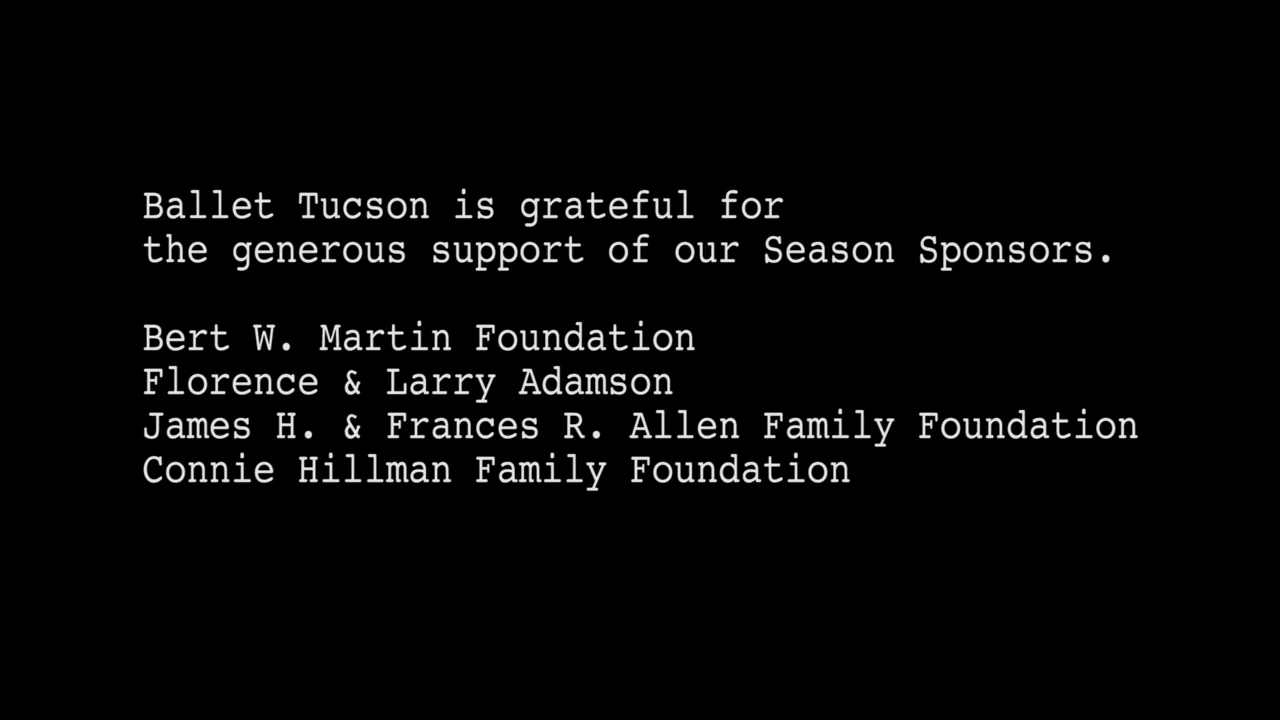 Ballet Tucson is grateful for
the generous support of our Season Sponsors.
Bert W. Martin Foundation
Florence & Larry Adamson
James H. & Frances R. Allen Family Foundation
Connie Hillman Family Foundation